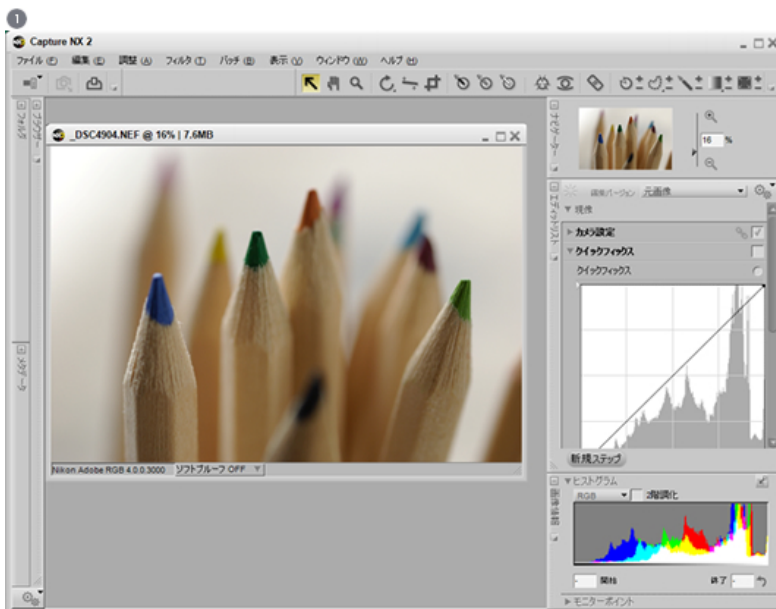 1
Capture NX 2
ファイル (F) 編集 (E) 調整 (A) フィルタ (T) バッチ (B) 表示 (V) ウィンドウ (W) ヘルプ (H)
フォルダ
ブラウザー
メタデータ
_DSC4904.NEF @ 16% | 7.6MB
Nikon Adobe RGB 4.0.0.3000 ソフトプルーフ OFF
ナビゲーター
16 %
エディットリスト
編集バージョン 元画像
現像
カメラ設定
クイックフィックス
クイックフィックス
新規ステップ
画像情報
ヒストグラム
RGB 2階調化
開始 終了
モニターポイント